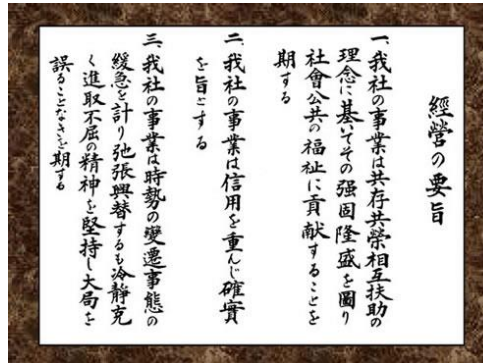 經營の要旨
一、我社の事業は共存共榮相互扶助の
理念に基いその强固隆盛を圖り
社會公共の福祉に貢献することを
期する
二、我社の事業は信用を重んじ確實
を旨とする
三、我社の事業は時勢の變遷事態の
緩急を計り弛張興替するも冷靜克
く進取不屈の精神を堅持し大局を
誤ることなきを期する